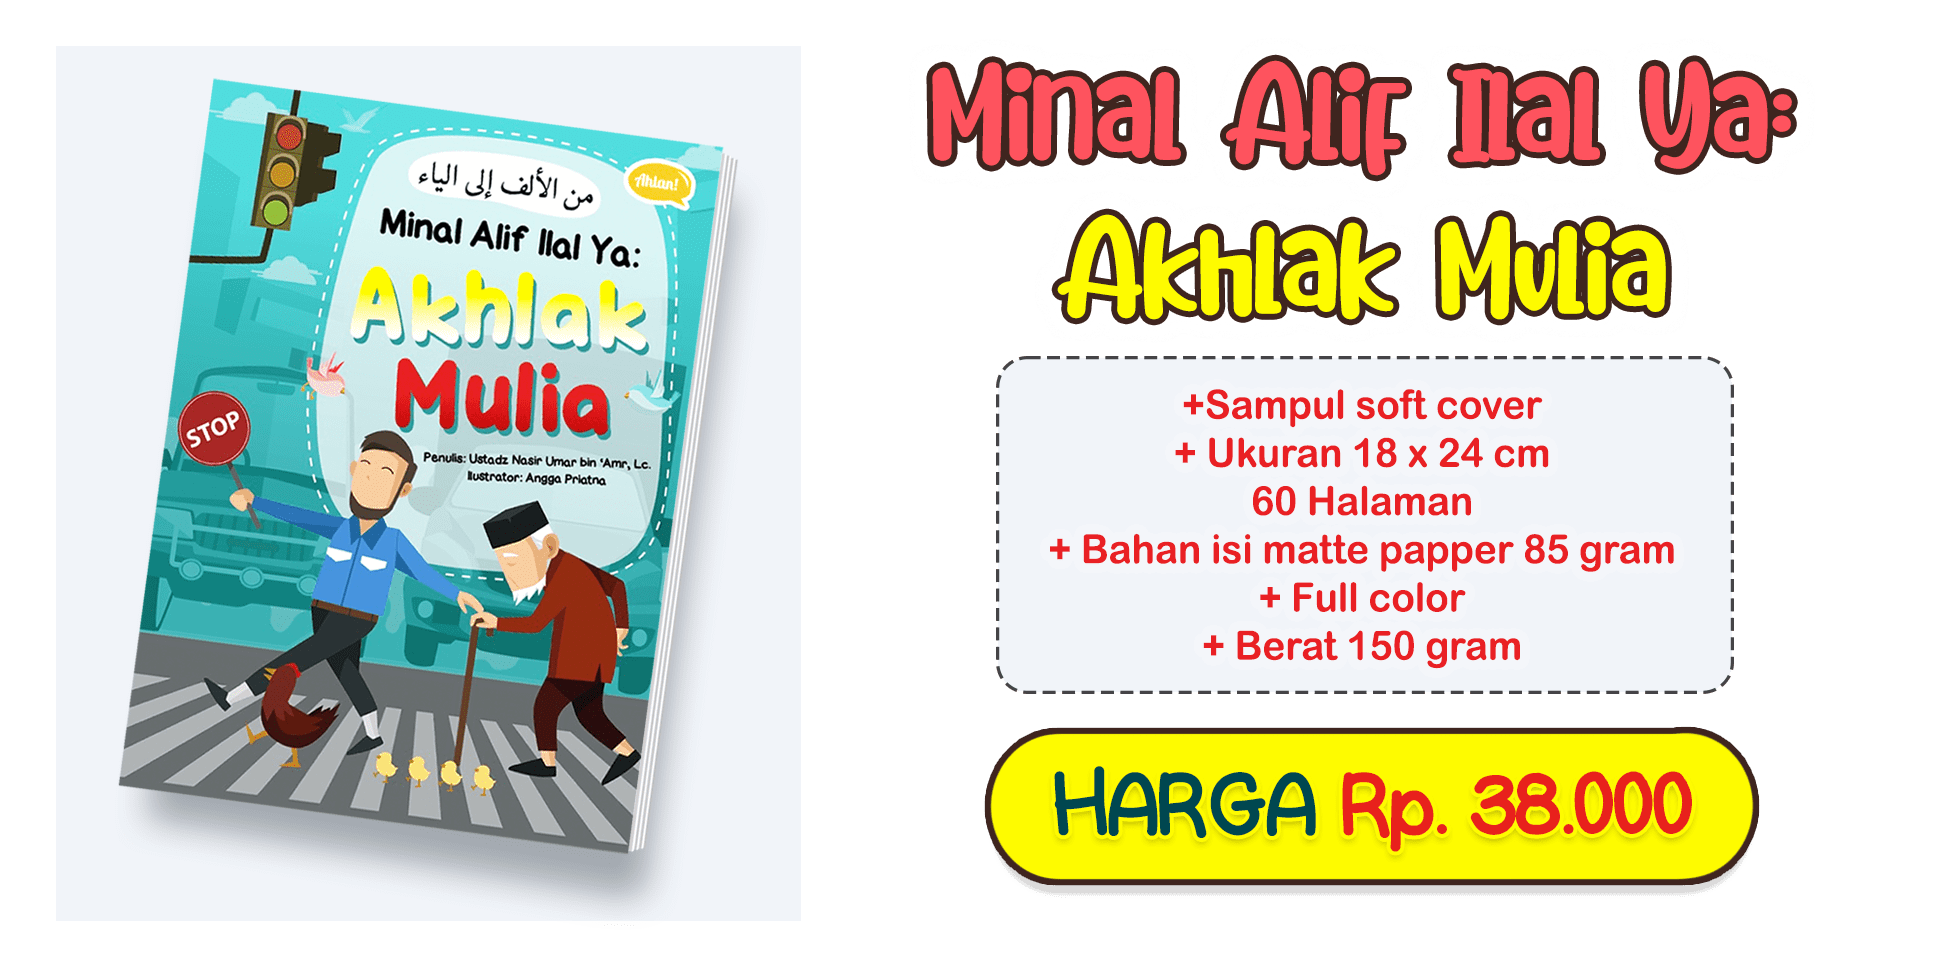 من الألف إلى الياء
Ahlan!
Minal Alif Ilal Ya:
Akhlak
Mulia
Penulis: Ustadz Nasir Umar bin ‘Amr, Lc.
Ilustrator: Angga Priatna
STOP
Minal Alif Ilal Ya:
Akhlak Mulia
+Sampul soft cover
+ Ukuran 18 x 24 cm
60 Halaman
+ Bahan isi matte papper 85 gram
+ Full color
+ Berat 150 gram
HARGA Rp. 38.000